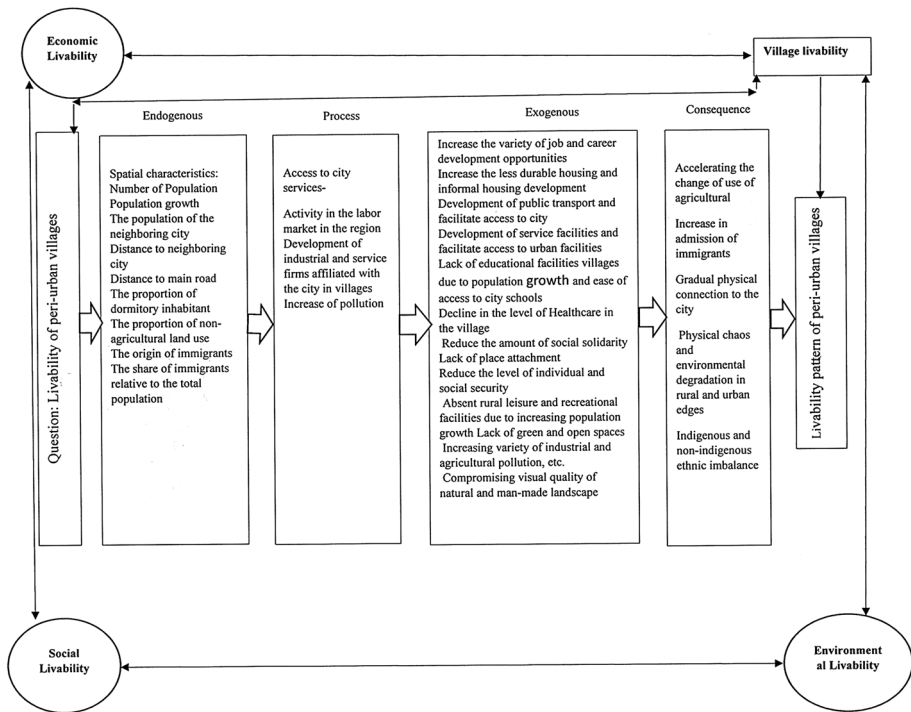 Economic
Livability
Village livability
Endogenous
Process
Exogenous
Consequence
Question: Livability of peri-urban villages
Spatial characteristics:
Number of Population
Population growth
The population of the
neighboring city
Distance to neighboring
city
Distance to main road
The proportion of
dormitory inhabitant
The proportion of non-
agricultural land use
The origin of immigrants
The share of immigrants
relative to the total
population
Access to city
services-
Activity in the labor
market in the region
Development of
industrial and service
firms affiliated with
the city in villages
Increase of pollution
Increase the variety of job and career
development opportunities
Increase the less durable housing and
informal housing development
Development of public transport and
facilitate access to city
Development of service facilities and
facilitate access to urban facilities
Lack of educational facilities villages
due to population growth and ease of
access to city schools
Decline in the level of Healthcare in
the village
Reduce the amount of social solidarity
Lack of place attachment
Reduce the level of individual and
social security
Absent rural leisure and recreational
facilities due to increasing population
growth Lack of green and open spaces
Increasing variety of industrial and
agricultural pollution, etc.
Compromising visual quality of
natural and man-made landscape
Accelerating the
change of use of
agricultural
Increase in
admission of
immigrants
Gradual physical
connection to the
city
Physical chaos and
environmental
degradation in
rural and urban
edges
Indigenous and
non-indigenous
ethnic imbalance
Livability pattern of peri-urban villages
Social
Livability
Environment
al Livability